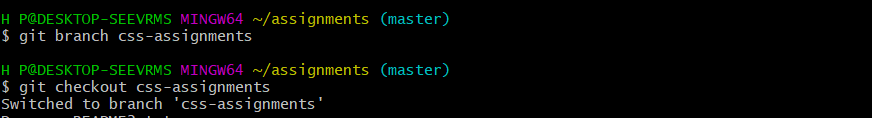 H P@DESKTOP-SEEVRMS MINGW64 ~/assignments (master)
$ git branch css-assignments
H P@DESKTOP-SEEVRMS MINGW64 ~/assignments (master)
$ git checkout css-assignments
Switched to branch 'css-assignments'